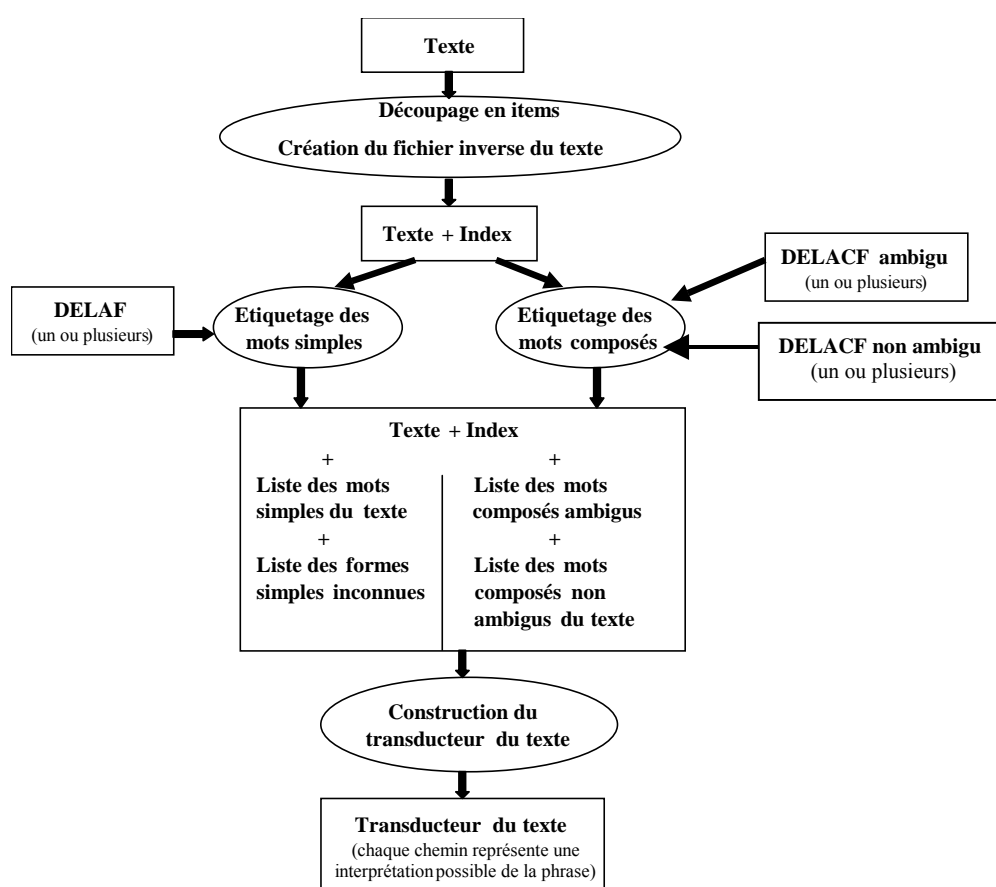 Texte
Découpage en items
Création du fichier inverse du texte
Texte + Index
DELACF ambigu
(un ou plusieurs)
DELAF
(un ou plusieurs)
Etiquetage des
mots simples
Etiquetage des
mots composés
DELACF non ambigu
(un ou plusieurs)
Texte + Index
+
Liste des mots
simples du texte
+
Liste des formes
simples inconnues
+
Liste des mots
composés ambigus
+
Liste des mots
composés non
ambigus du texte
Construction du
transducteur du texte
Transducteur du texte
(chaque chemin représente une
interprétation possible de la phrase)